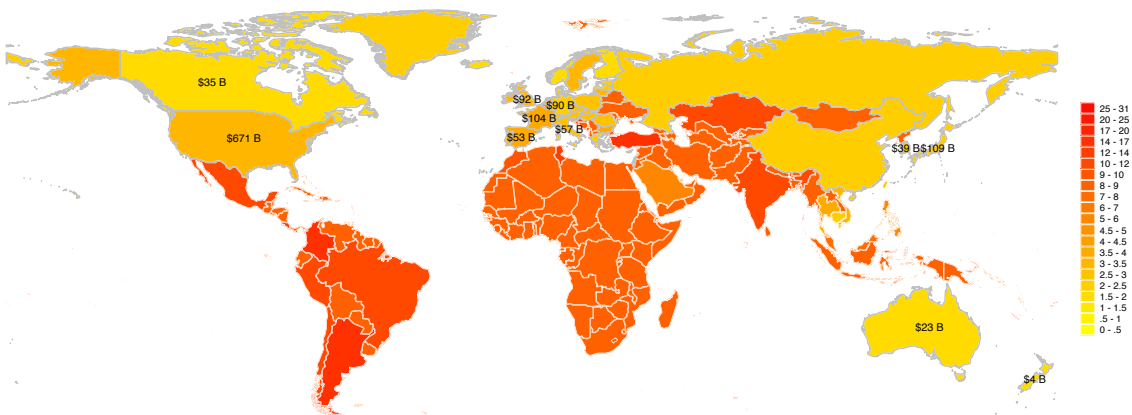 $35 B
$671 B
$92 B
$90 B
$104 B
$57 B
$53 B
$39 B
$109 B
$23 B
$4 B
25 - 31
20 - 25
17 - 20
14 - 17
12 - 14
10 - 12
9 - 10
8 - 9
7 - 8
6 - 7
5 - 6
4.5 - 5
4 - 4.5
3.5 - 4
3 - 3.5
2.5 - 3
2 - 2.5
1.5 - 2
1 - 1.5
.5 - 1
0 - .5